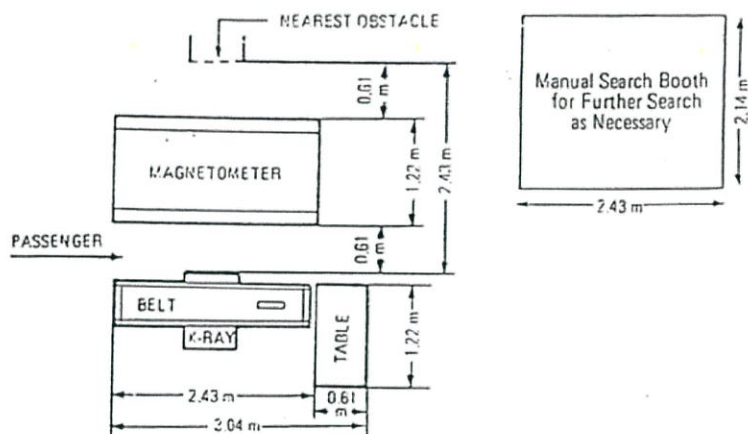 NEAREST OBSTACLE
0.61 m
Manual Search Booth
for Further Search
as Necessary
2.14 m
MAGNETOMETER
1.22 m
2.43 m
2.43 m
PASSENGER
0.61 m
BELT
X-RAY
TABLE
1.22 m
2.43 m
0.61 m
3.04 m